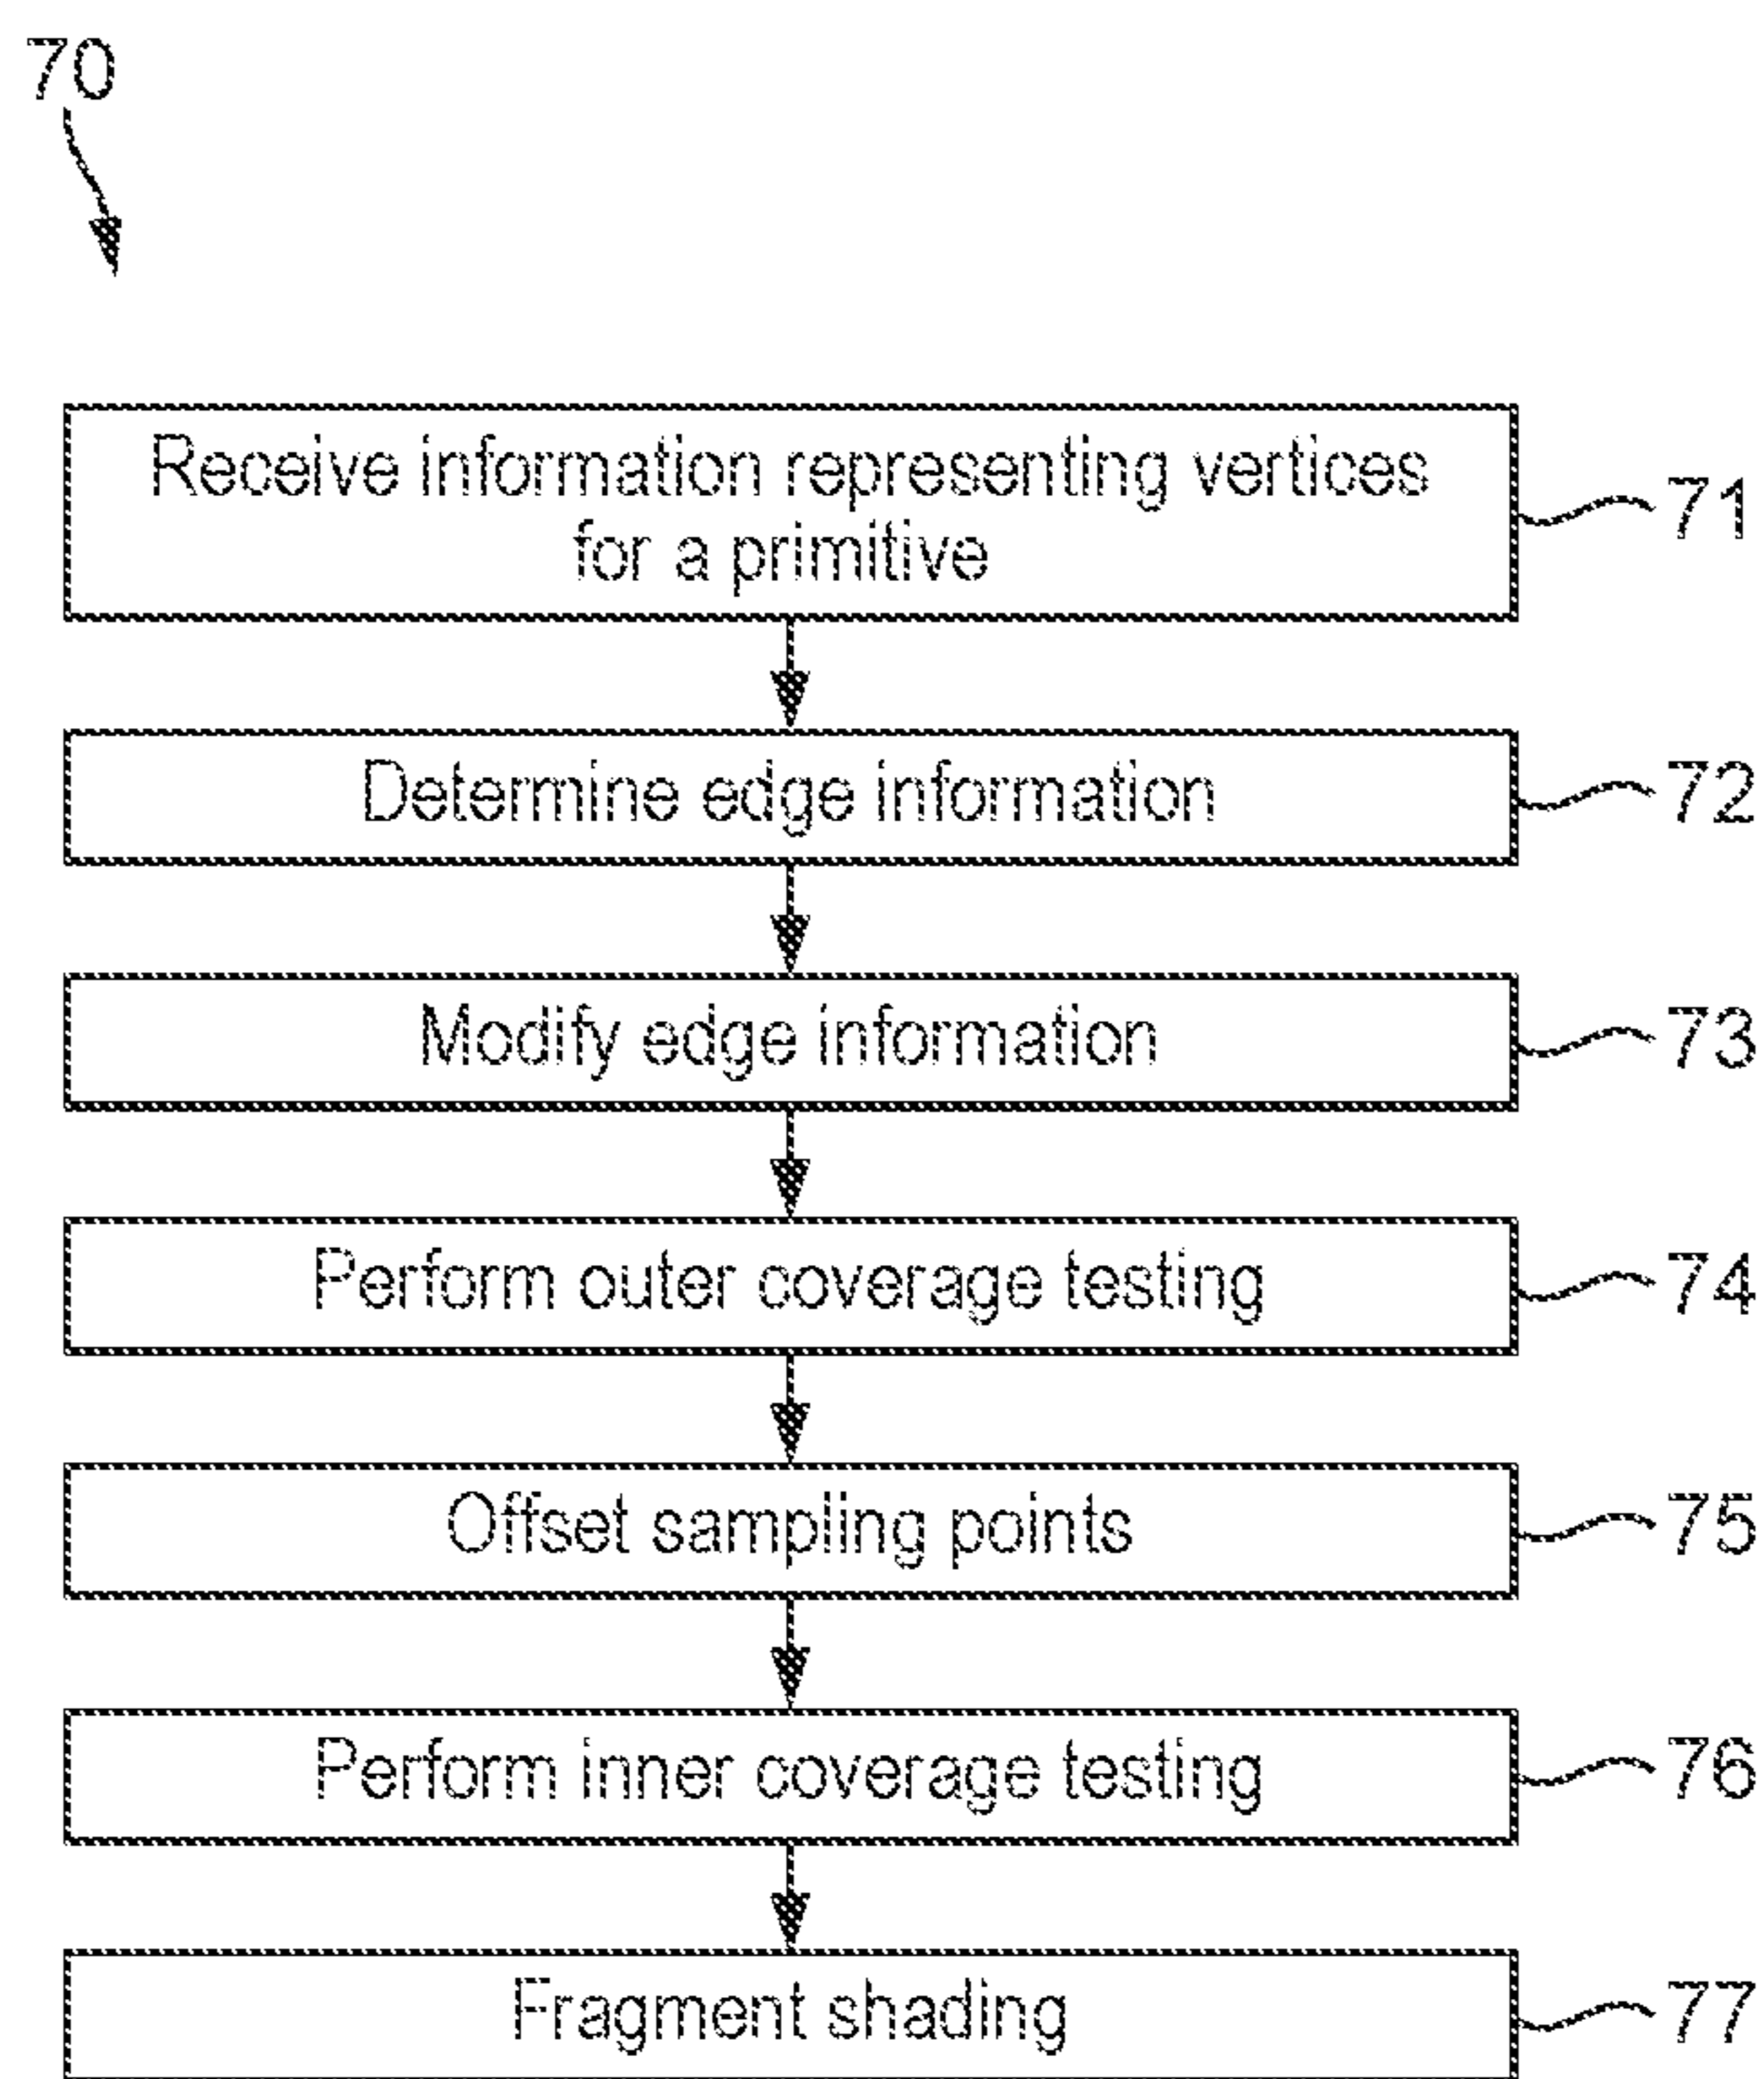 70
Receive information representing vertices
for a primitive
71
Determine edge information
72
Modify edge information
73
Perform outer coverage testing
74
Offset sampling points
75
Perform inner coverage testing
76
Fragment shading
77